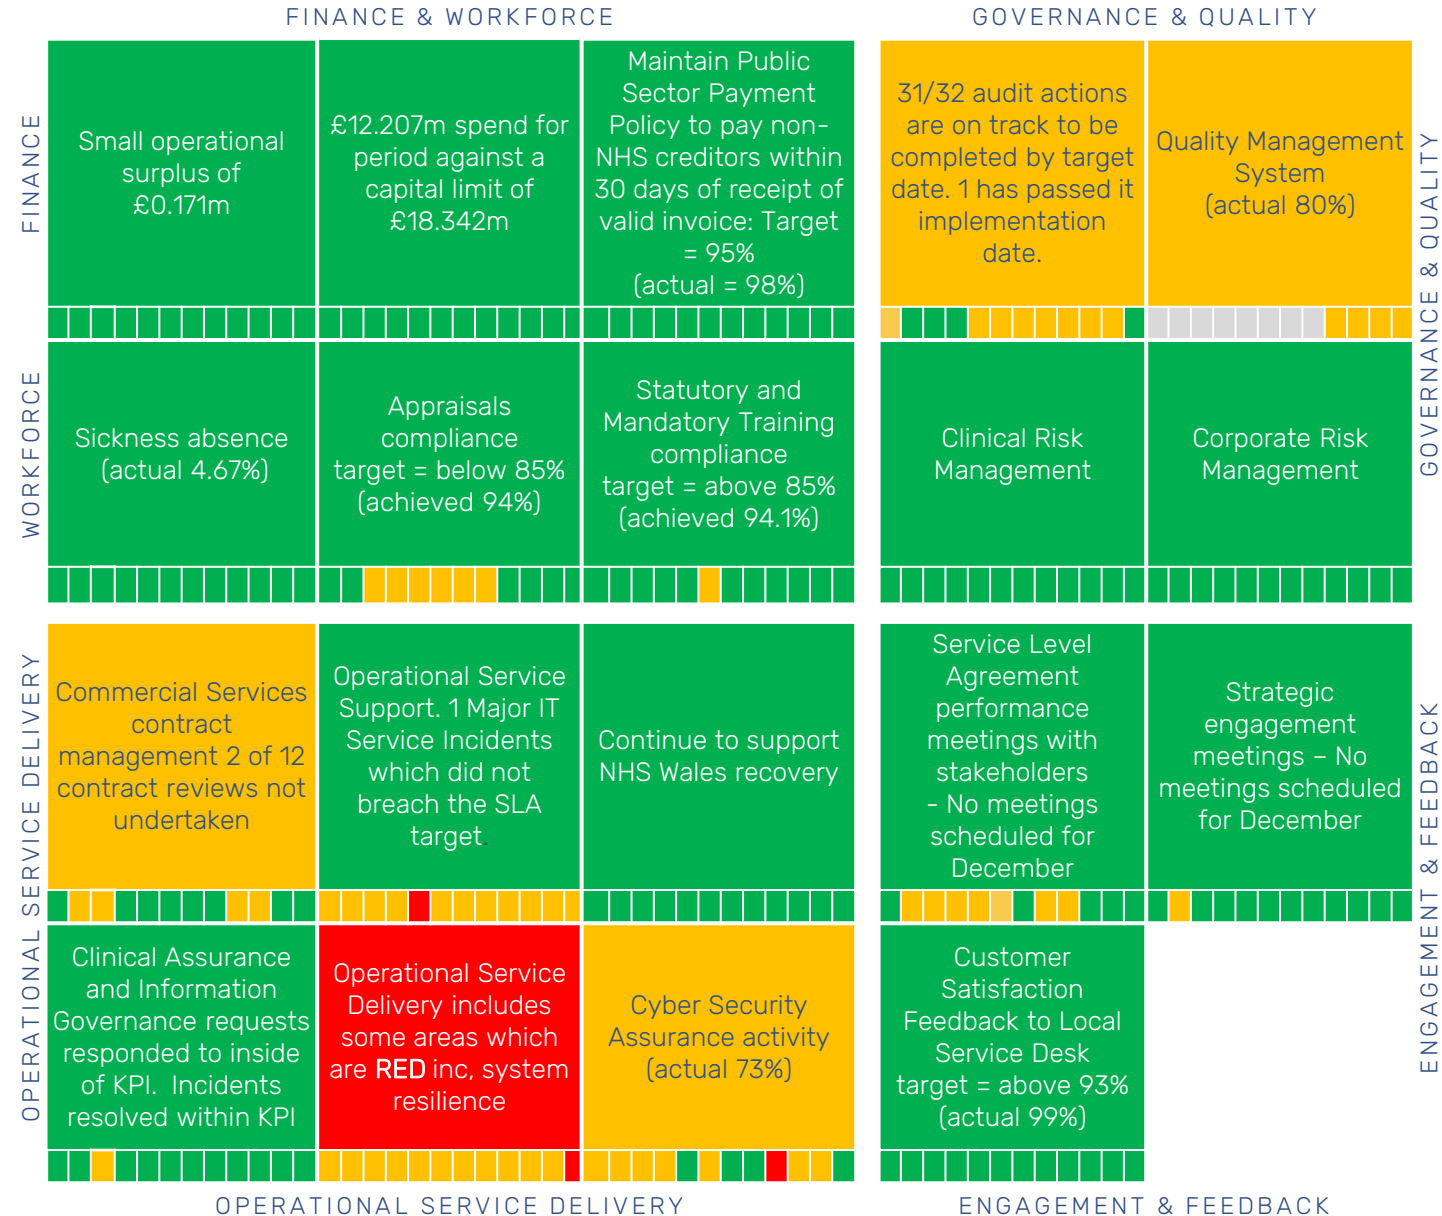 FINANCE & WORKFORCE
GOVERNANCE & QUALITY
FINANCE
Small operational
surplus of
£0.171m
£12.207m spend for
period against a
capital limit of
£18.342m
Maintain Public
Sector Payment
Policy to pay non-
NHS creditors within
30 days of receipt of
valid invoice: Target
= 95%
(actual = 98%)
31/32 audit actions
are on track to be
completed by target
date. 1 has passed it
implementation
date.
Quality Management
System
(actual 80%)
GOVERNANCE & QUALITY
WORKFORCE
Sickness absence
(actual 4.67%)
Appraisals
compliance
target = below 85%
(achieved 94%)
Statutory and
Mandatory Training
compliance
target = above 85%
(achieved 94.1%)
Clinical Risk
Management
Corporate Risk
Management
OPERATIONAL SERVICE DELIVERY
Commercial Services
contract
management 2 of 12
contract reviews not
undertaken
Operational Service
Support. 1 Major IT
Service Incidents
which did not
breach the SLA
target.
Continue to support
NHS Wales recovery
Service Level
Agreement
performance
meetings with
stakeholders
- No meetings
scheduled for
December
Strategic
engagement
meetings – No
meetings scheduled
for December
ENGAGEMENT & FEEDBACK
Clinical Assurance
and Information
Governance requests
responded to inside
of KPI.  Incidents
resolved within KPI
Operational Service
Delivery includes
some areas which
are RED inc, system
resilience
Cyber Security
Assurance activity
(actual 73%)
Customer
Satisfaction
Feedback to Local
Service Desk
target = above 93%
(actual 99%)
OPERATIONAL SERVICE DELIVERY
ENGAGEMENT & FEEDBACK